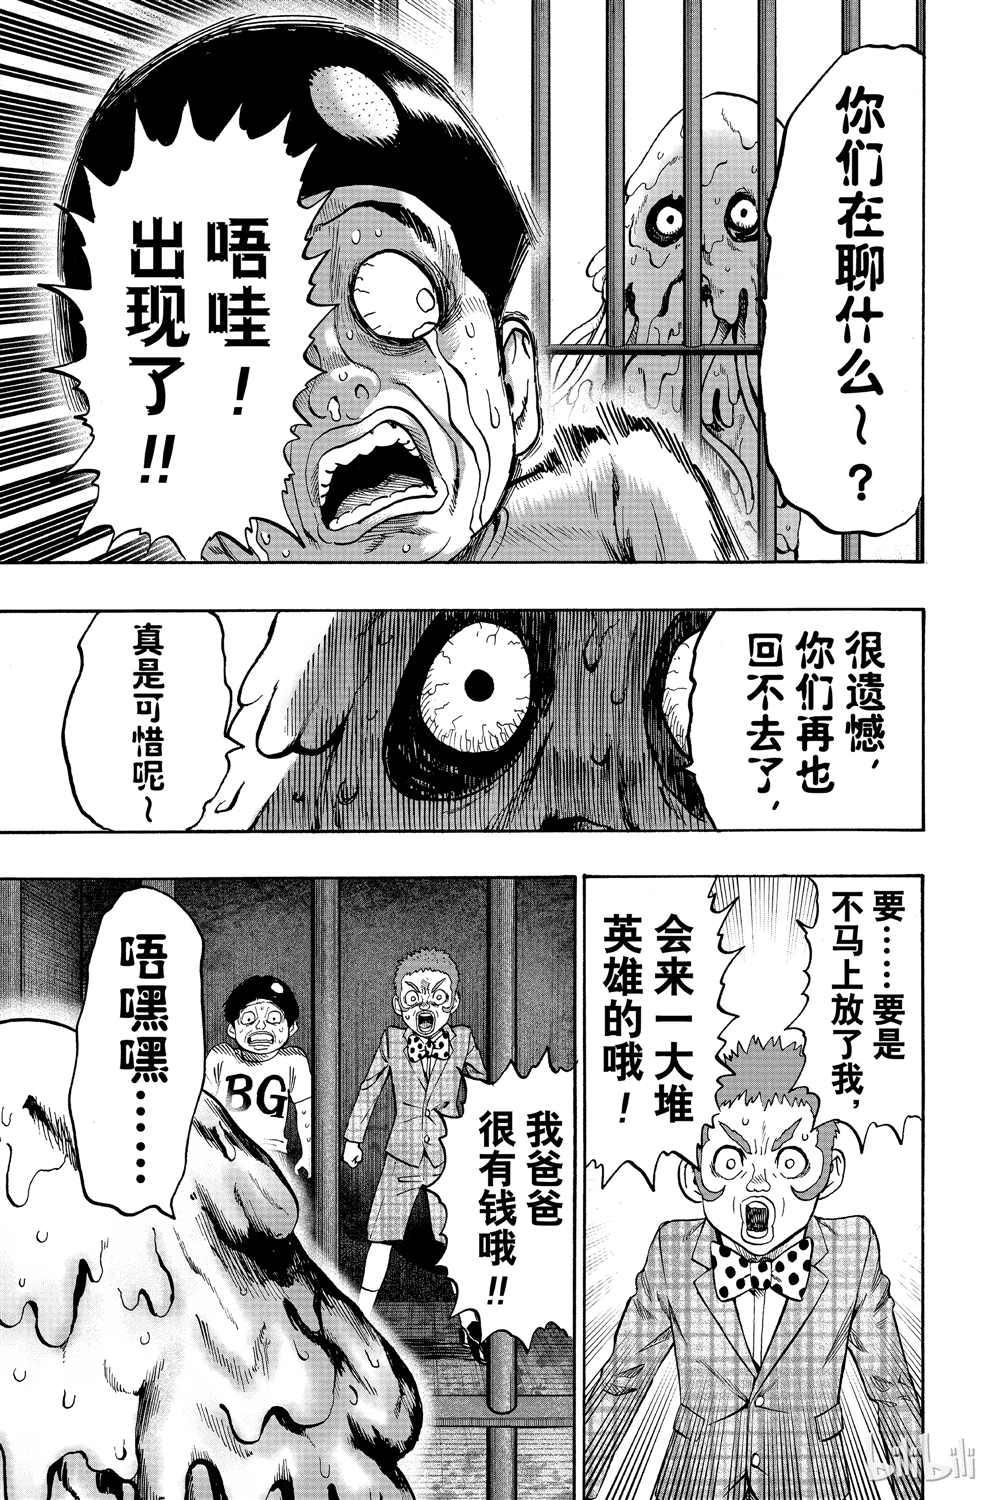 你们在聊什么～？
唔哇！
出现了!!
很遗憾，
你们再也
回不去了，
真是可惜呢～
要……要是
不马上放了我，
会来一大堆
英雄的哦！
我爸爸
很有钱哦!!
BG
唔嘿嘿……
bilibili